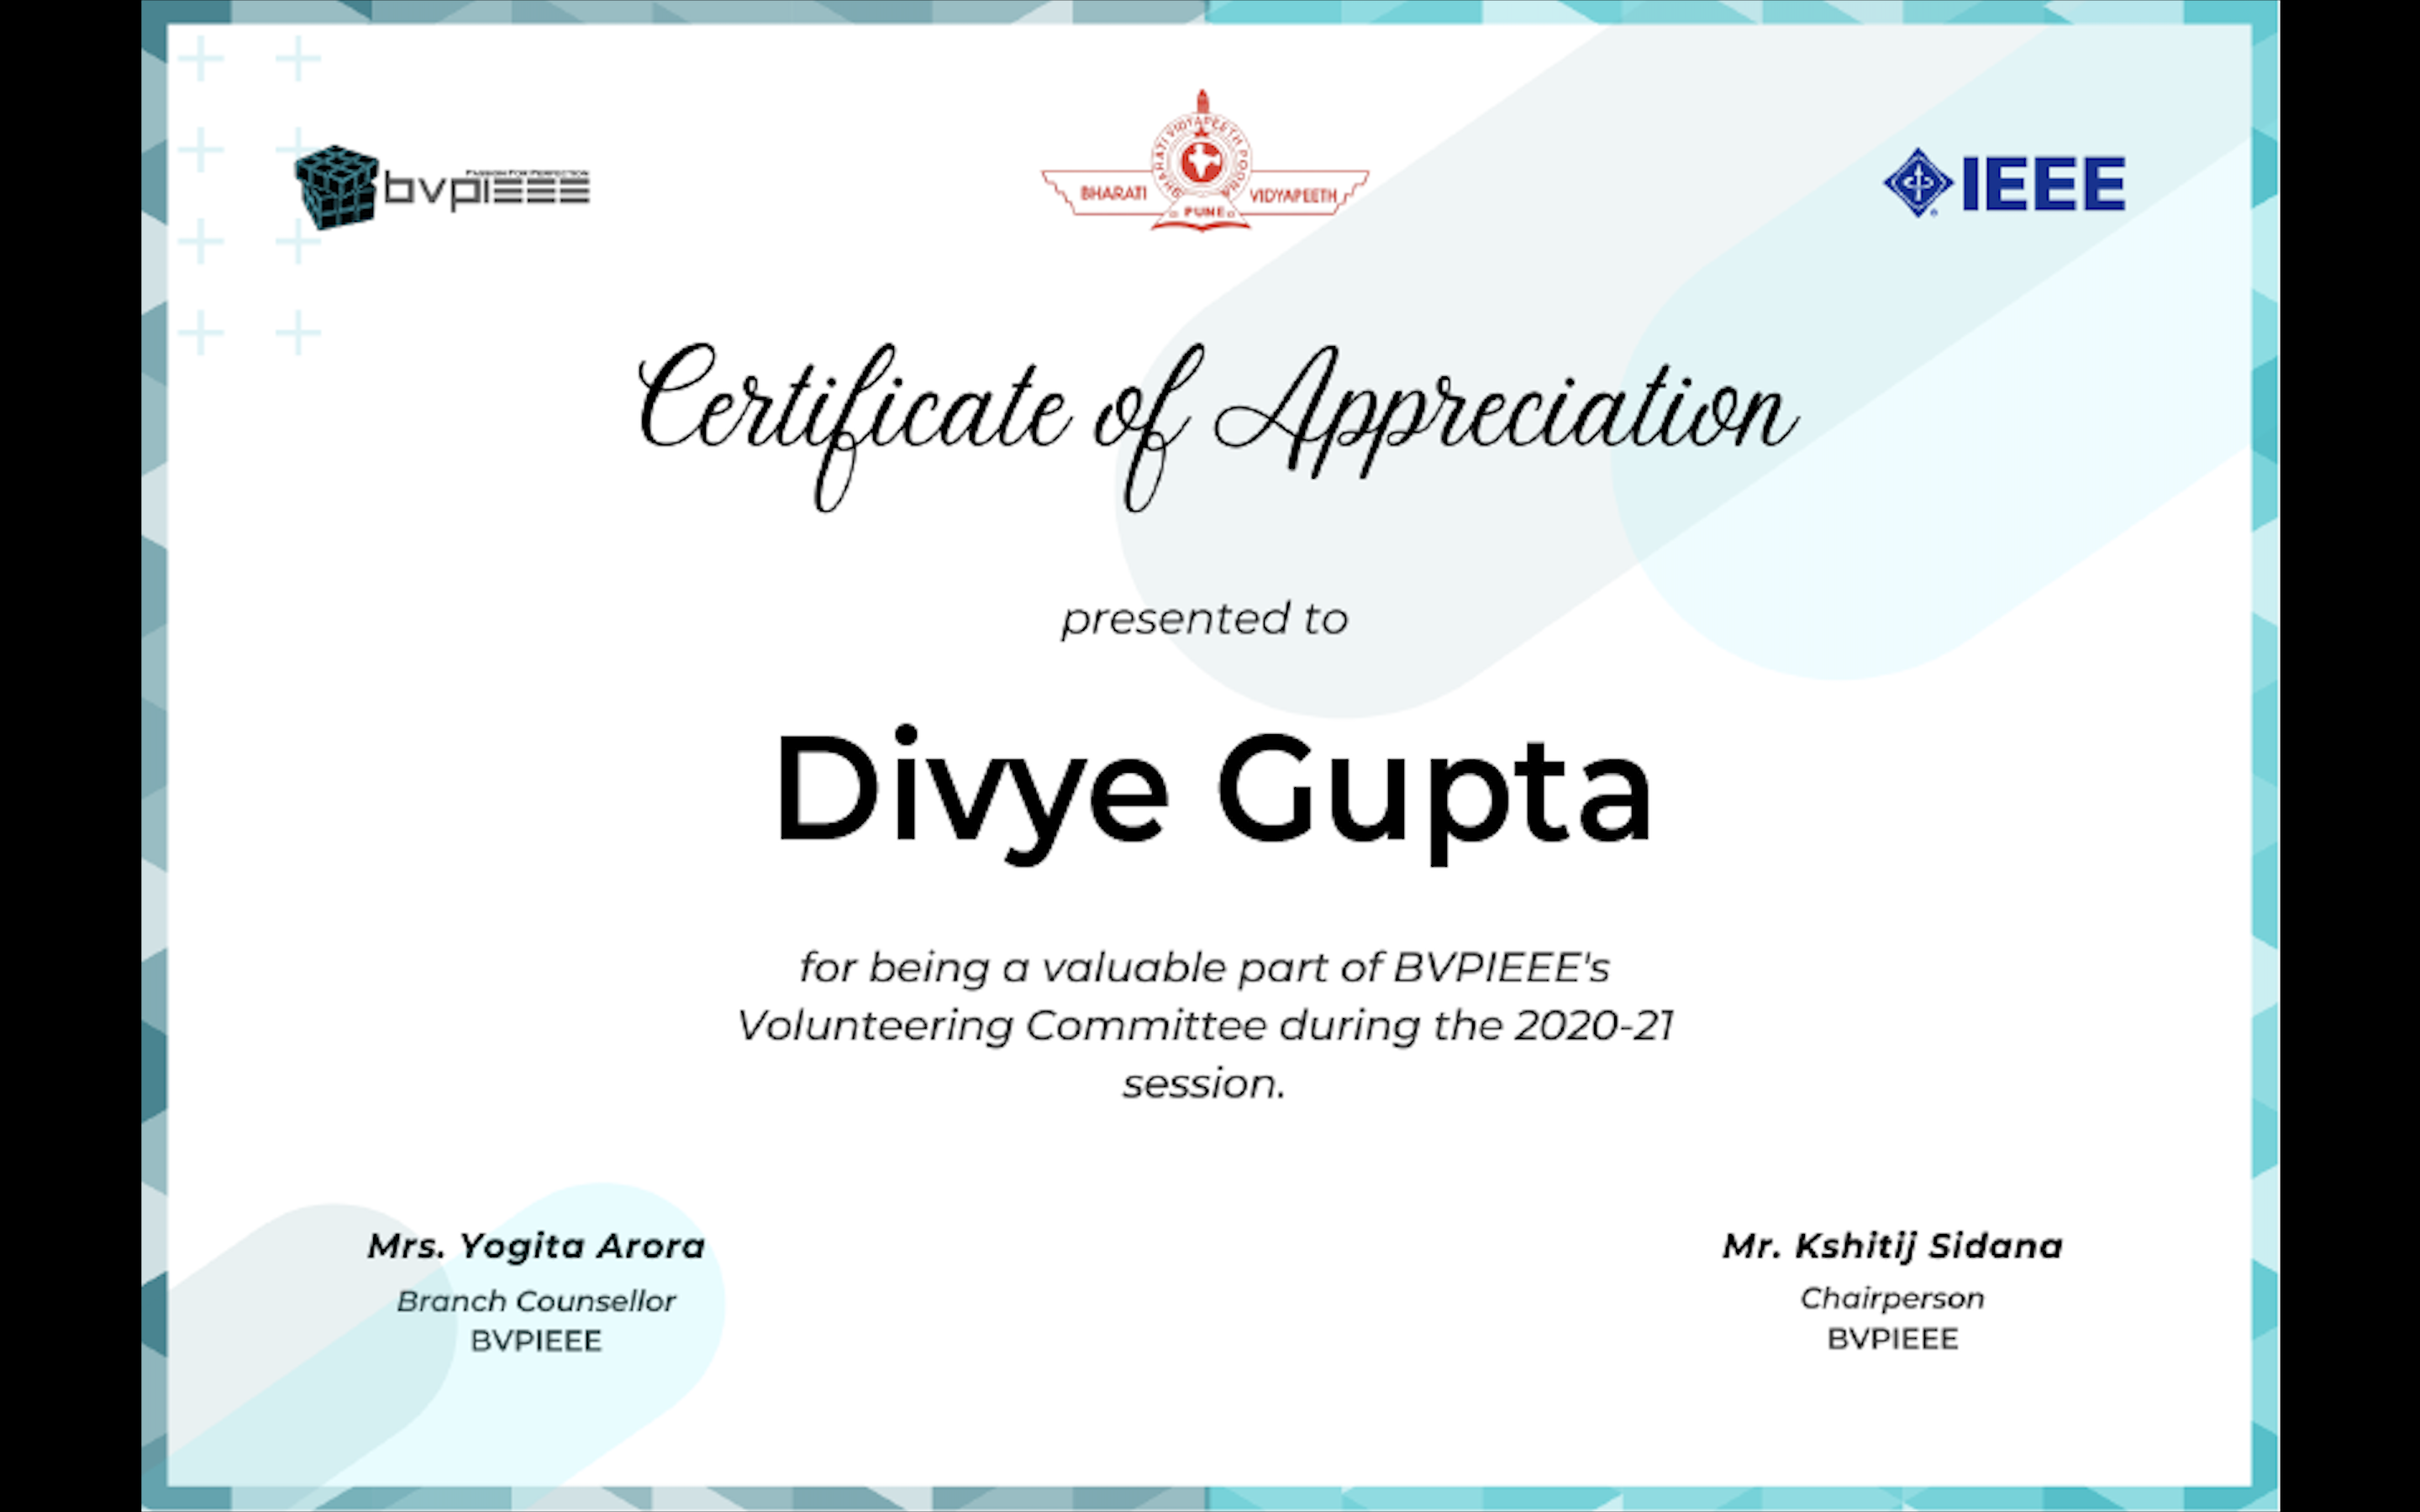 PASSION FOR PERFECTION
bvpIEEE
BHARATI VIDYAPEETH POONA
BHARATI VIDYAPEETH
PUNE
IEEE
Certificate of Appreciation
presented to
Divye Gupta
for being a valuable part of BVPIEEE's
Volunteering Committee during the 2020-21
session.
Mrs. Yogita Arora
Branch Counsellor
BVPIEEE
Mr. Kshitij Sidana
Chairperson
BVPIEEE